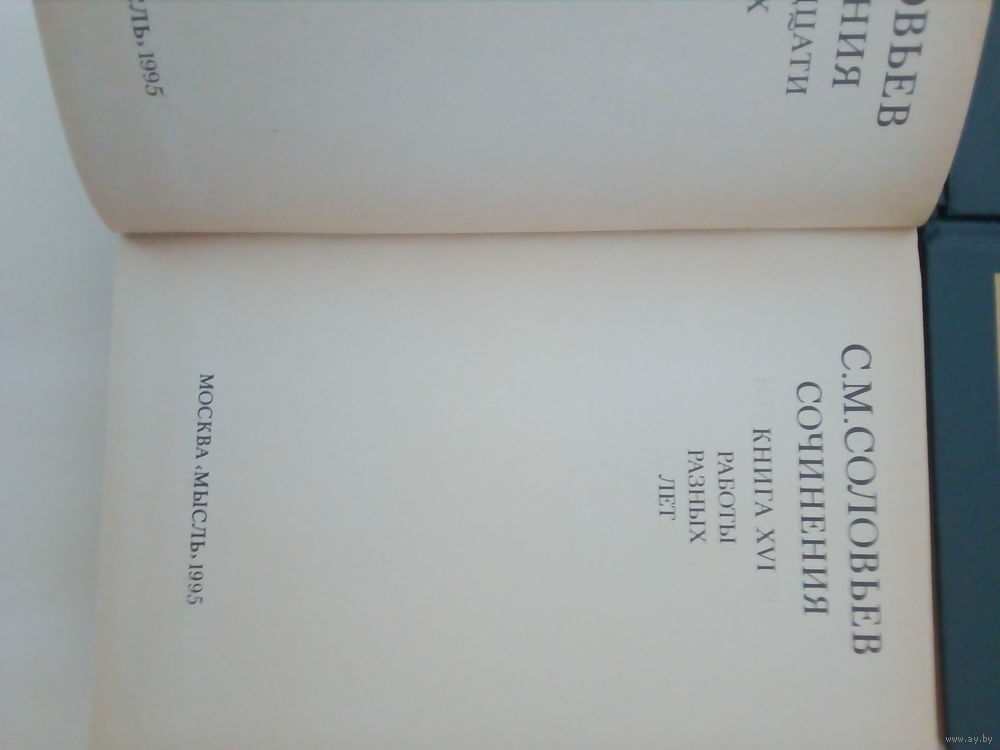 ОВЬЕВ
НИЯ
ДЦАТИ
Х
СЛЬ› 1995
С.М.СОЛОВЬЕВ
СОЧИНЕНИЯ
КНИГА XVI
РАБОТЫ
РАЗНЫХ
ЛЕТ
МОСКВА ‹МЫСЛЬ› 1995
www.ay.by